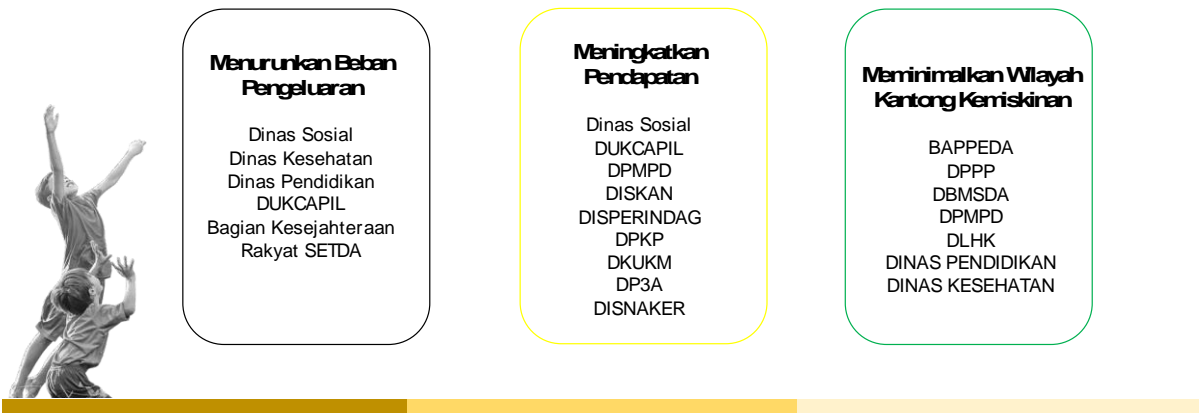 Menurunkan Beban
Pengeluaran
Dinas Sosial
Dinas Kesehatan
Dinas Pendidikan
DUKCAPIL
Bagian Kesejahteraan
Rakyat SETDA
Meningkatkan
Pendapatan
Dinas Sosial
DUKCAPIL
DPMPD
DISKAN
DISPERINDAG
DPKP
DKUKM
DP3A
DISNAKER
Meminimalkan Wilayah
Kantong Kemiskinan
BAPPEDA
DPPP
DBMSDA
DPMPD
DLHK
DINAS PENDIDIKAN
DINAS KESEHATAN